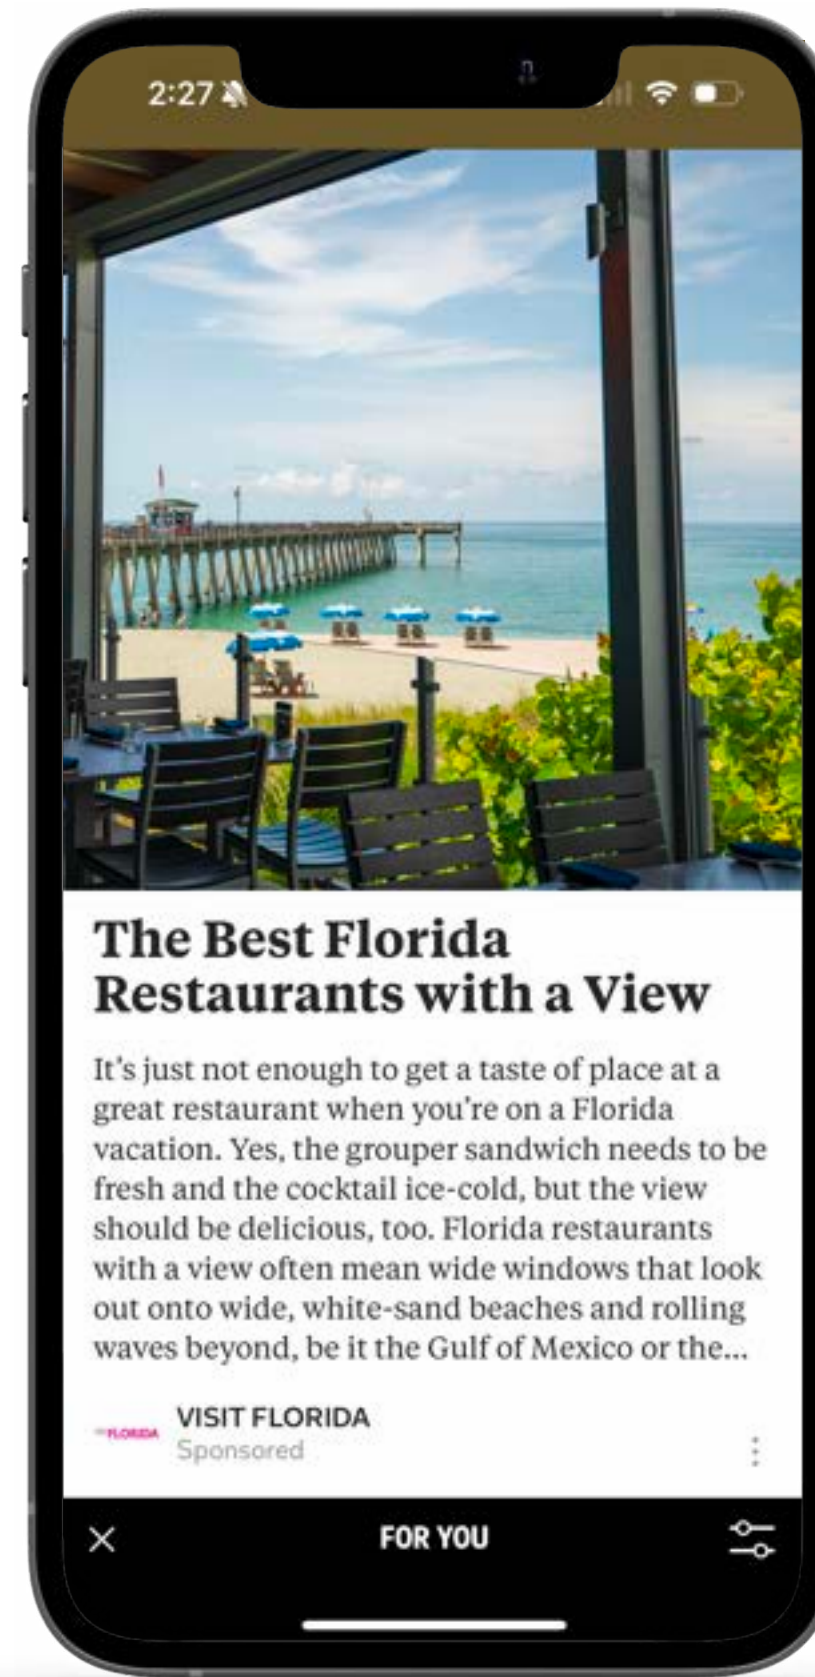 2:27
The Best Florida
Restaurants with a View
It's just not enough to get a taste of place at a
great restaurant when you're on a Florida
vacation. Yes, the grouper sandwich needs to be
fresh and the cocktail ice-cold, but the view
should be delicious, too. Florida restaurants
with a view often mean wide windows that look
out onto wide, white-sand beaches and rolling
waves beyond, be it the Gulf of Mexico or the...
FLORIDA
VISIT FLORIDA
Sponsored
FOR YOU